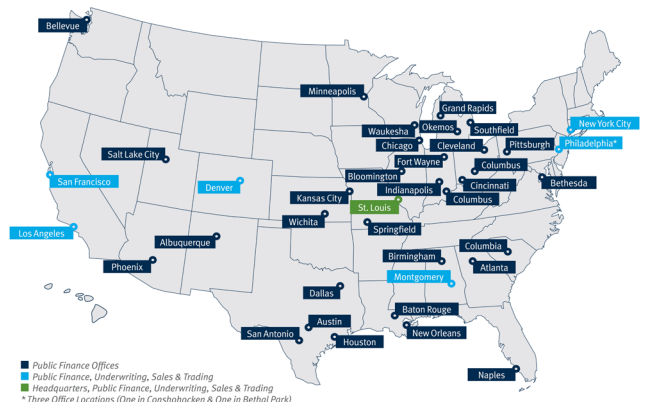 Bellevue
Minneapolis
Grand Rapids
New York City
Waukesha
Okemos
Southfield
Chicago
Cleveland
Pittsburgh
Philadelphia*
Salt Lake City
Fort Wayne
Columbus
San Francisco
Denver
Bloomington
Indianapolis
Cincinnati
Bethesda
Kansas City
St. Louis
Columbus
Wichita
Springfield
Los Angeles
Albuquerque
Columbia
Phoenix
Birmingham
Atlanta
Montgomery
Dallas
Baton Rouge
Austin
New Orleans
San Antonio
Houston
Naples
Public Finance Offices
Public Finance, Underwriting, Sales & Trading
Headquarters, Public Finance, Underwriting, Sales & Trading
* Three Office Locations (One in Conshohocken & One in Bethal Park)